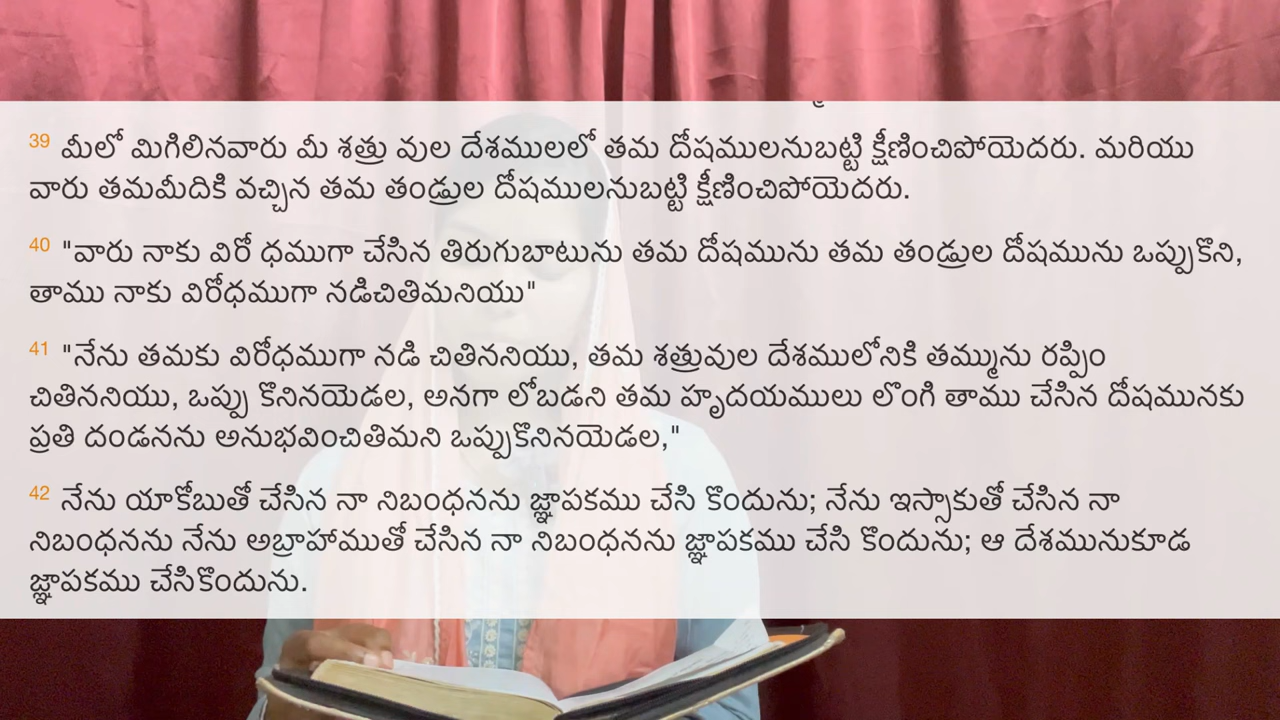 39 మీలో మిగిలినవారు మీ శత్రు వుల దేశములలో తమ దోషములనుబట్టి క్షీణించిపోయెదరు. మరియు
వారు తమమీదికి వచ్చిన తమ తండ్రుల దోషములనుబట్టి క్షీణించిపోయెదరు.
40 "వారు నాకు విరో ధముగా చేసిన తిరుగుబాటును తమ దోషమును తమ తండ్రుల దోషమును ఒప్పుకొని,
తాము నాకు విరోధముగా నడిచితిమనియు"
41 "నేను తమకు విరోధముగా నడి చితిననియు, తమ శత్రువుల దేశములోనికి తమ్మును రప్పిం
చితిననియు, ఒప్పు కొనినయెడల, అనగా లోబడని తమ హృదయములు లొంగి తాము చేసిన దోషమునకు
ప్రతి దండనను అనుభవించితిమని ఒప్పుకొనినయెడల,"
42 నేను యాకోబుతో చేసిన నా నిబంధనను జ్ఞాపకము చేసి కొందును; నేను ఇస్సాకుతో చేసిన నా
నిబంధనను నేను అబ్రాహాముతో చేసిన నా నిబంధనను జ్ఞాపకము చేసి కొందును; ఆ దేశమునుకూడ
జ్ఞాపకము చేసికొందును.